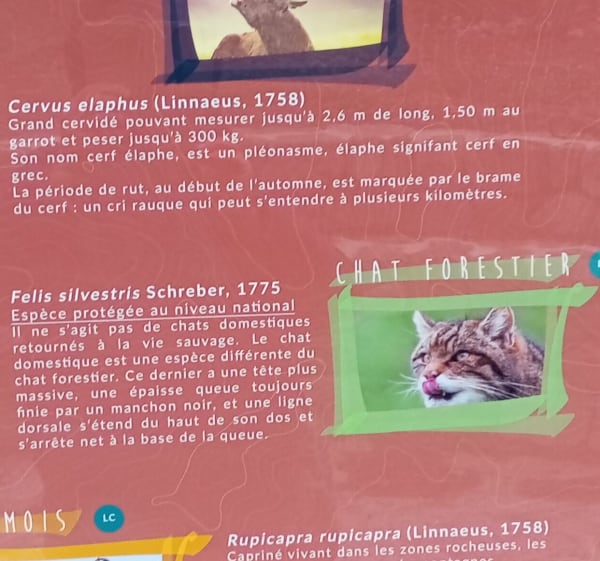 Cervus elaphus (Linnaeus, 1758)
Grand cervidé pouvant mesurer jusqu'à 2,6 m de long, 1,50 m au
garrot et peser jusqu'à 300 kg.
Son nom cerf élaphe, est un pléonasme, élaphe signifant cerf en
grec.
La période de rut, au début de l'automne, est marquée par le brame
du cerf : un cri rauque qui peut s'entendre à plusieurs kilomètres.
CHAT FORESTIER
Felis silvestris Schreber, 1775
Espèce protégée au niveau national
Il ne s'agit pas de chats domestiques
retournés à la vie sauvage. Le chat
domestique est une espèce différente du
chat forestier. Ce dernier a une tête plus
massive, une épaisse queue toujours
finie par un manchon noir, et une ligne
dorsale s'étend du haut de son dos et
s'arrête net à la base de la queue.
MOIS
LC
Rupicapra rupicapra (Linnaeus, 1758)
Capriné vivant dans les zones rocheuses, les